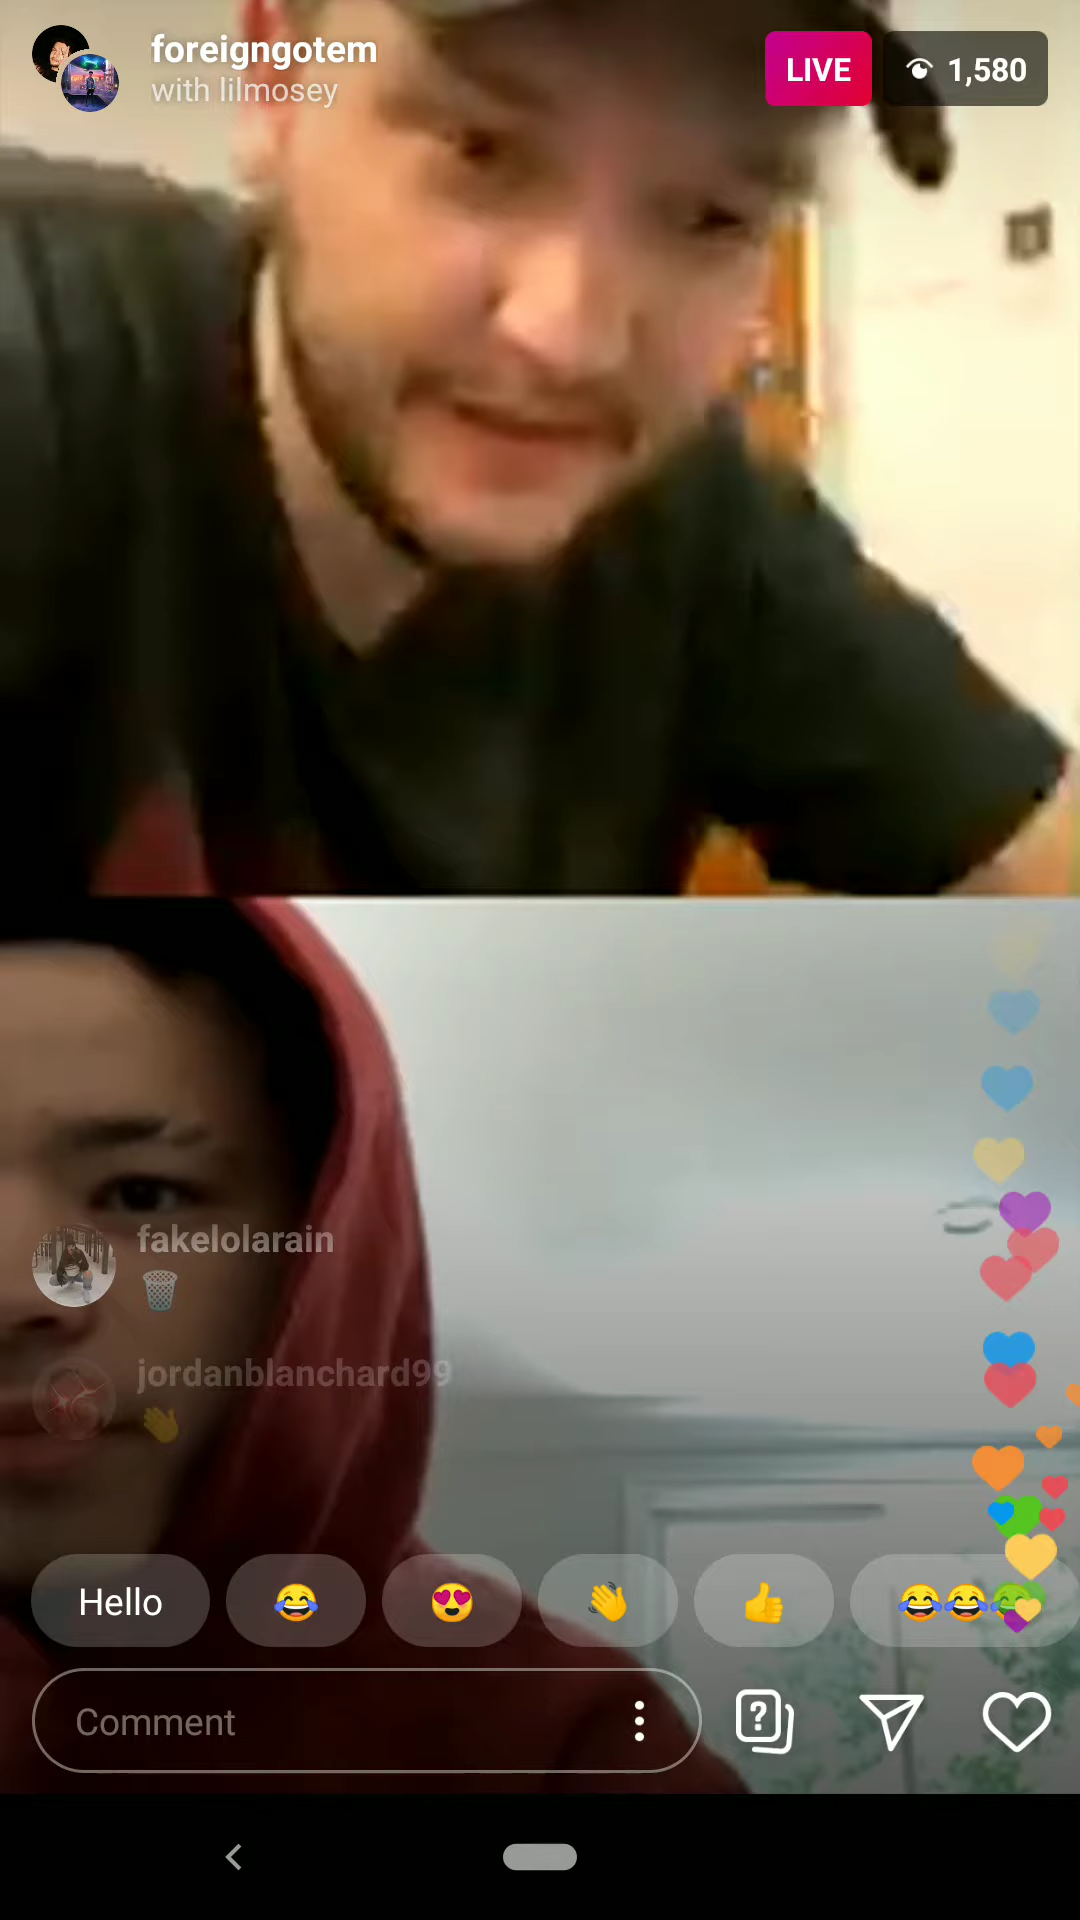 foreigngotem
with lilmosey
LIVE
1,580
fakelolarain
🗑️
jordanblanchard99
👋
Hello 😂 😍 👋 👍 😂😂😂
Comment